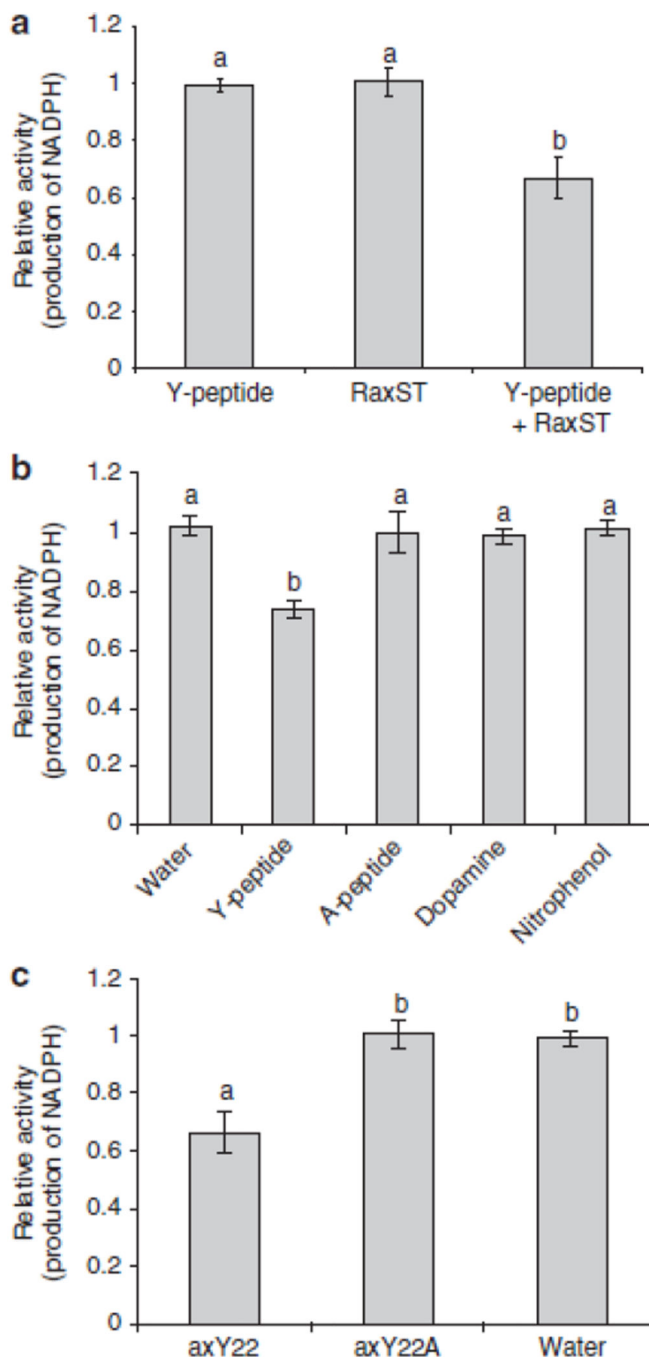 a
Relative activity
(production of NADPH)
1.2
1
0.8
0.6
0.4
0.2
0
a
a
b
Y-peptide
RaxST
Y-peptide
+ RaxST
b
Relative activity
(production of NADPH)
1.2
1
0.8
0.6
0.4
0.2
0
a
b
a
a
a
Water
Y-peptide
A-peptide
Dopamine
Nitrophenol
c
Relative activity
(production of NADPH)
1.2
1
0.8
0.6
0.4
0.2
0
a
b
b
axY22
axY22A
Water